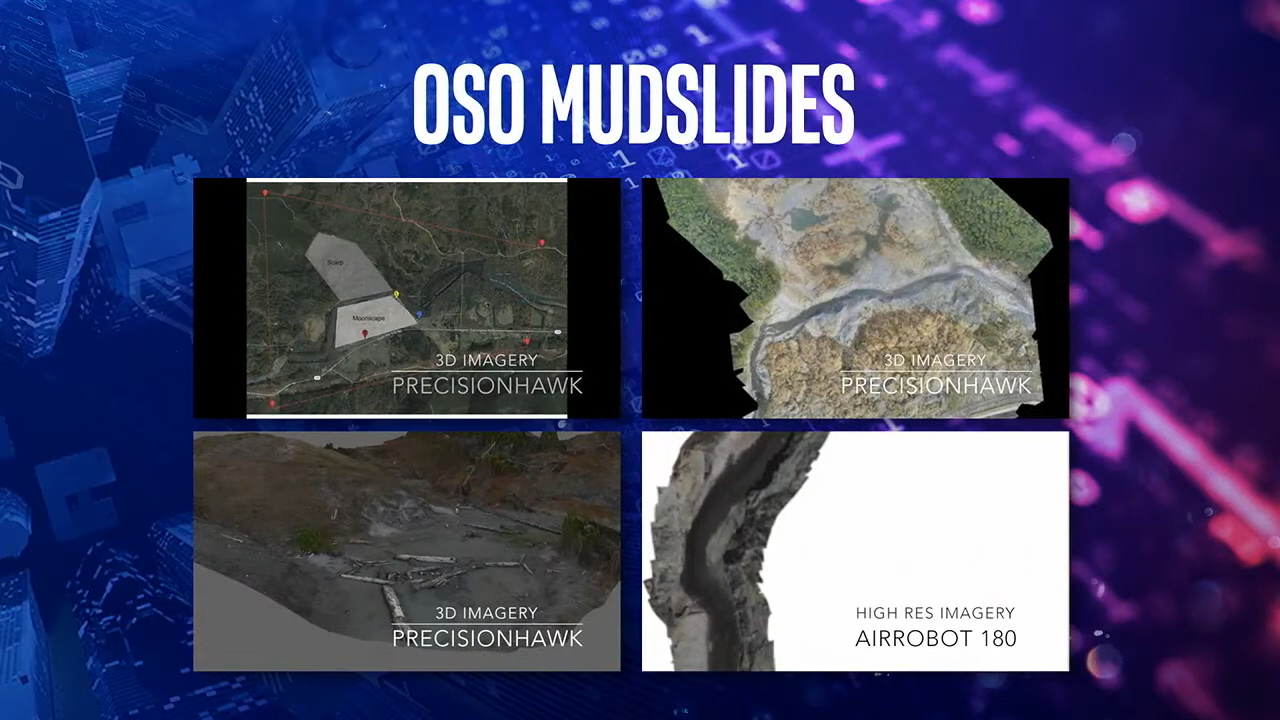 OSO MUDSLIDES
Scarp
Moonscape
3D IMAGERY
PRECISIONHAWK
3D IMAGERY
PRECISIONHAWK
3D IMAGERY
PRECISIONHAWK
HIGH RES IMAGERY
AIRROBOT 180